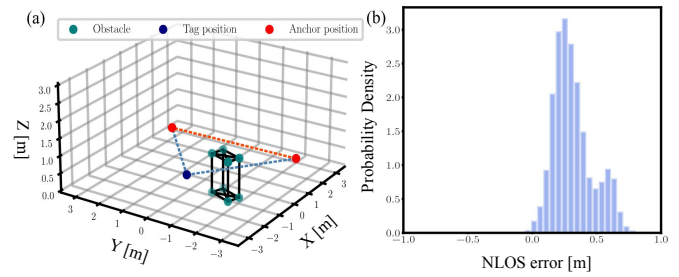 (a)
Obstacle Tag position Anchor position
3.0
2.5
2.0
1.5
1.0
0.5
0.0
Z [m]
3 2 1 0 -1 -2 -3
Y [m]
-3 -2 -1 0 1 2 3
X [m]
(b)
3.0
2.5
2.0
1.5
1.0
0.5
0.0
Probability Density
−1.0 −0.5 0.0 0.5 1.0
NLOS error [m]